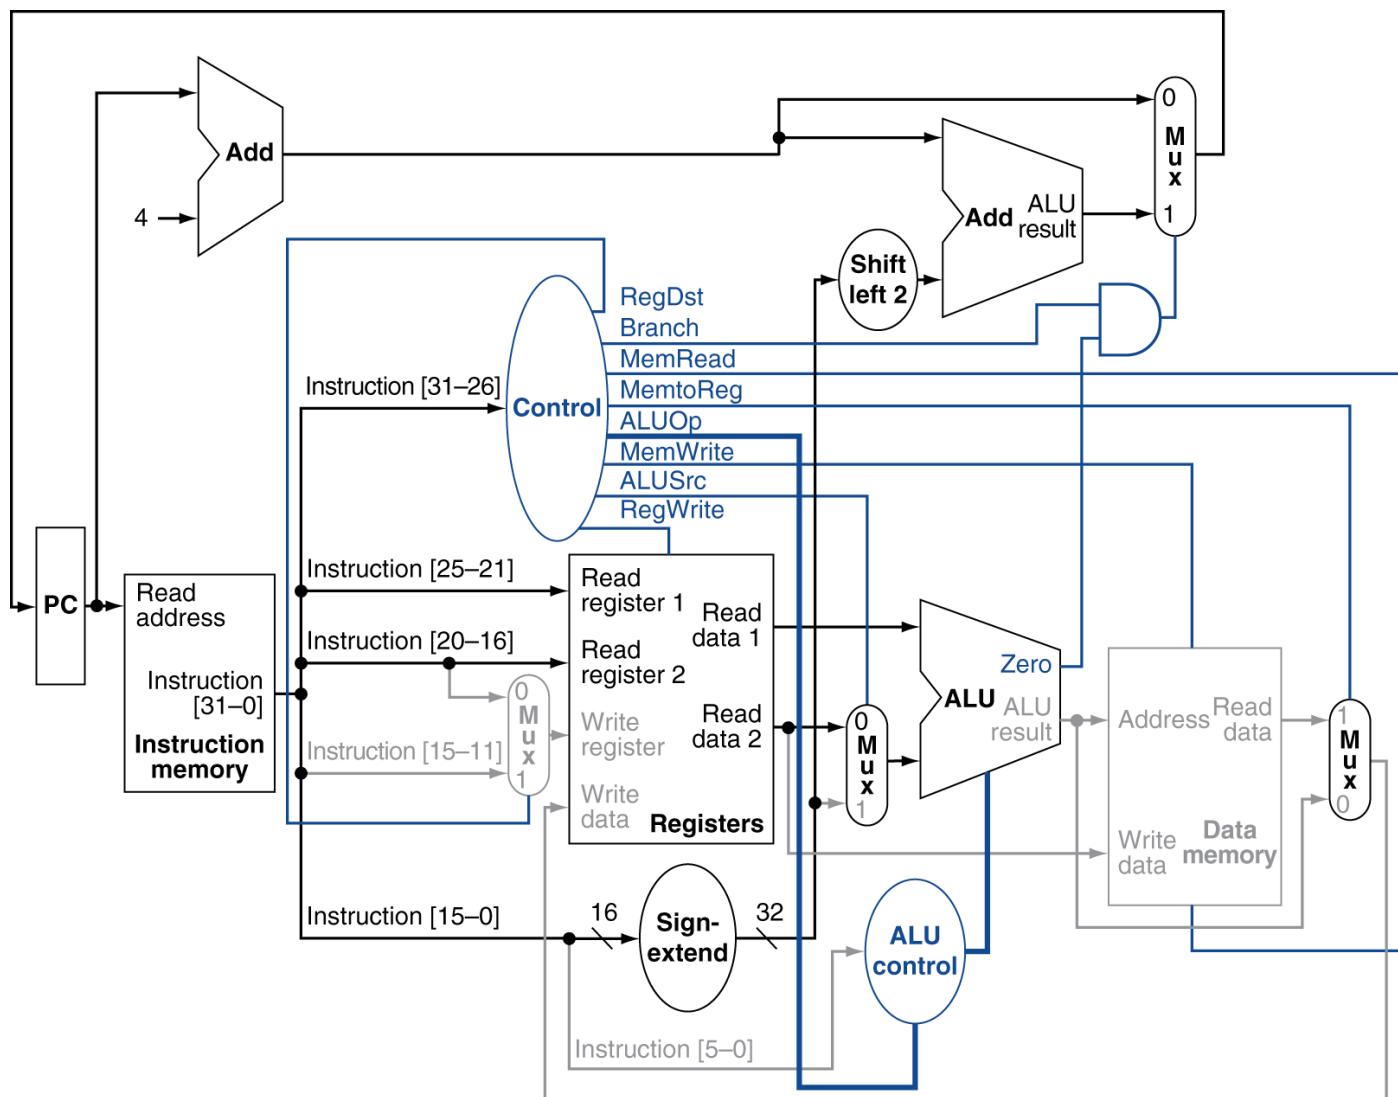 0
M
u
x
1
Add
4
Add
ALU
result
Shift
left 2
RegDst
Branch
MemRead
MemtoReg
ALUOp
MemWrite
ALUSrc
RegWrite
Instruction [31–26]
Control
PC
Read
address
Instruction
[31–0]
Instruction
memory
Instruction [25–21]
Instruction [20–16]
Instruction [15–11]
0
M
u
x
1
Read
register 1
Read
register 2
Write
register
Write
data
Read
data 1
Read
data 2
Registers
0
M
u
x
1
Zero
ALU
ALU
result
Address
Read
data
Write
data
Data
memory
1
M
u
x
0
Instruction [15–0]
16
Sign-
extend
32
ALU
control
Instruction [5–0]